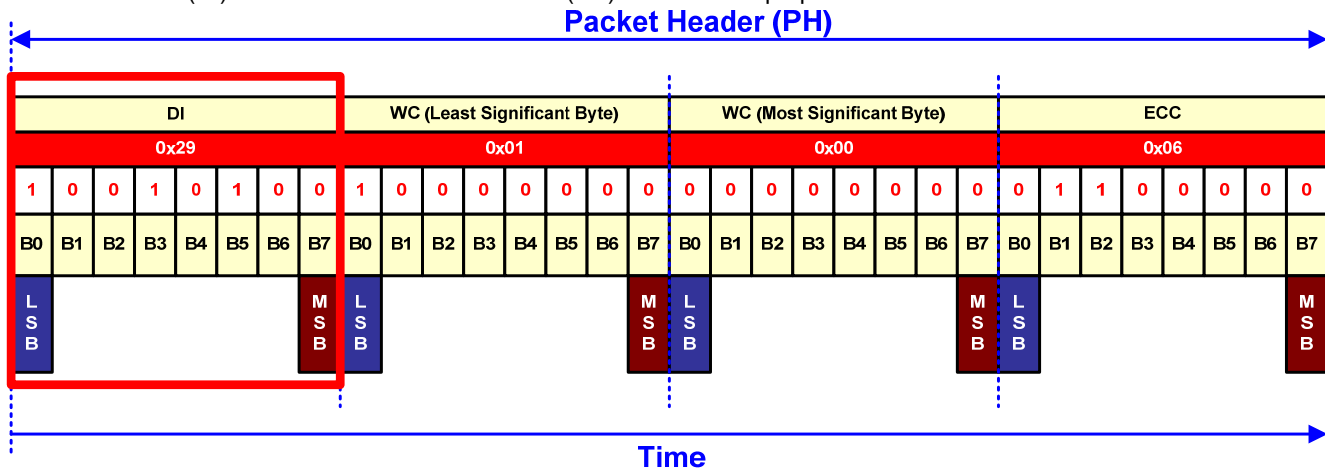 Packet Header (PH)
DI WC (Least Significant Byte) WC (Most Significant Byte) ECC
0x29 0x01 0x00 0x06
1 0 0 1 0 1 0 0 1 0 0 0 0 0 0 0 0 0 0 0 0 0 0 0 0 1 1 0 0 0 0 0
B0 B1 B2 B3 B4 B5 B6 B7 B0 B1 B2 B3 B4 B5 B6 B7 B0 B1 B2 B3 B4 B5 B6 B7 B0 B1 B2 B3 B4 B5 B6 B7
LSB MSB LSB MSB LSB MSB LSB MSB
Time